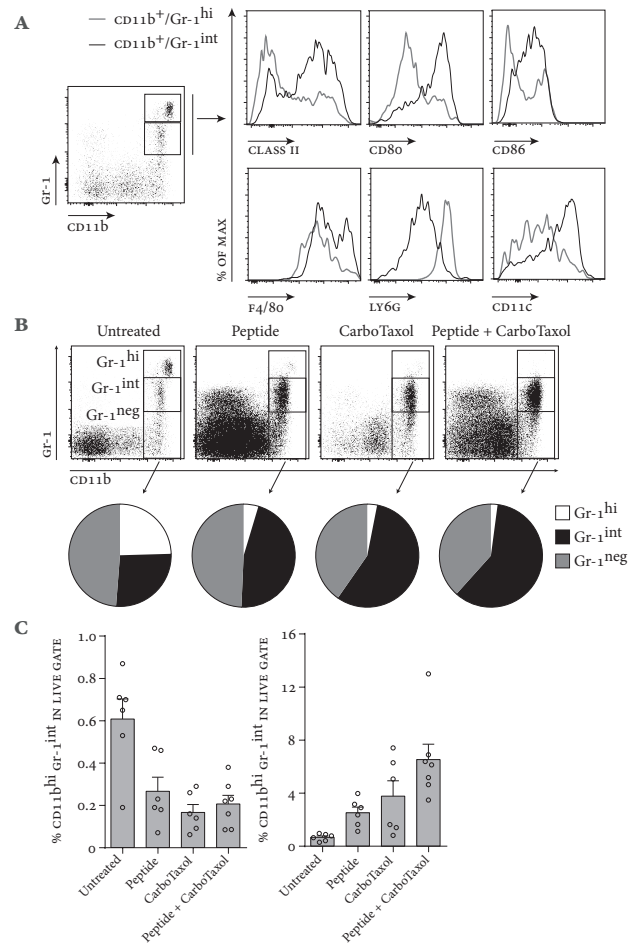 A
CD11b+/Gr-1hi
CD11b+/Gr-1int
Gr-1
CD11b
% OF MAX
CLASS II
CD80
CD86
F4/80
LY6G
CD11C
B
Untreated
Peptide
CarboTaxol
Peptide + CarboTaxol
Gr-1hi
Gr-1int
Gr-1neg
Gr-1
CD11b
Gr-1hi
Gr-1int
Gr-1neg
C
% CD11bhi Gr-1int IN LIVE GATE
1.0
0.8
0.6
0.4
0.2
0
Untreated
Peptide
CarboTaxol
Peptide + CarboTaxol
% CD11bhi Gr-1int IN LIVE GATE
16
12
8
4
0
Untreated
Peptide
CarboTaxol
Peptide + CarboTaxol